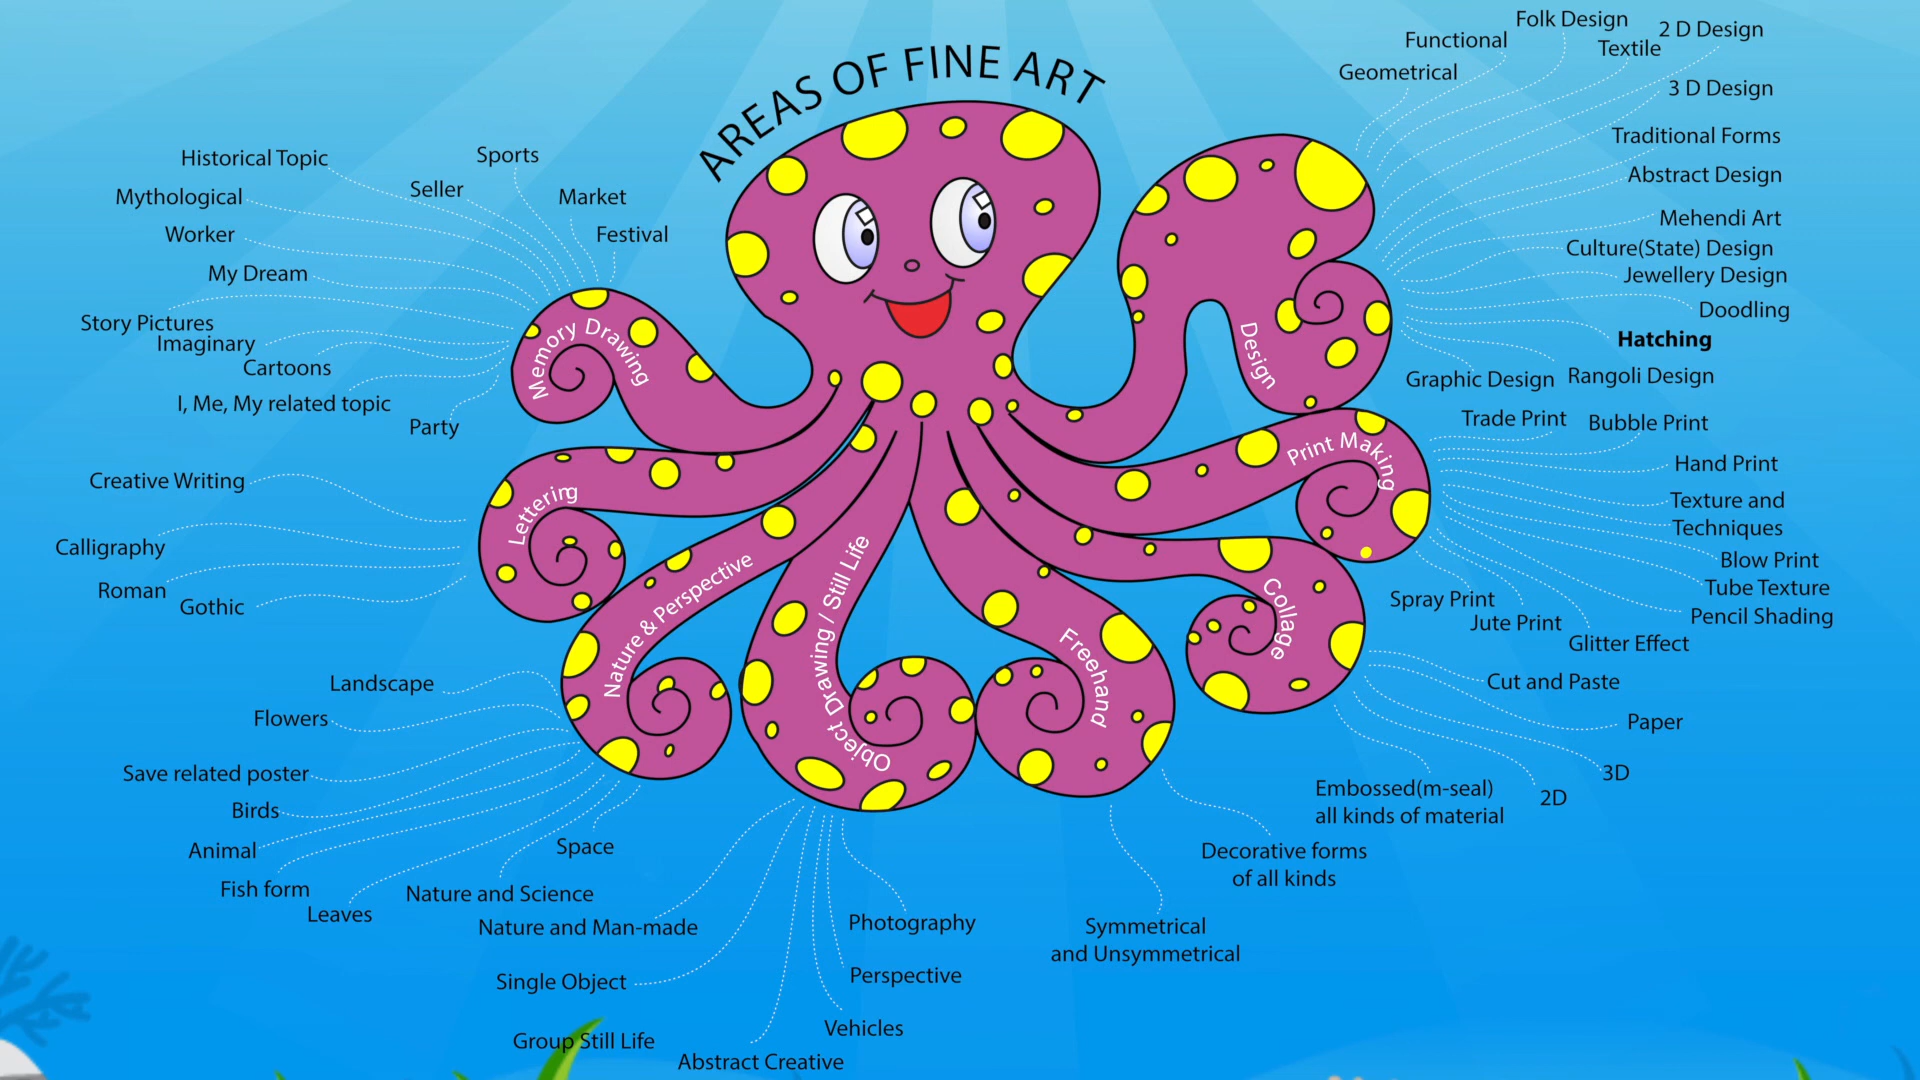 AREAS OF FINE ART
Memory Drawing
Historical Topic
Mythological
Worker
My Dream
Story Pictures
Imaginary
Cartoons
I, Me, My related topic
Party
Seller
Sports
Market
Festival
Lettering
Creative Writing
Calligraphy
Roman
Gothic
Nature & Perspective
Landscape
Flowers
Save related poster
Birds
Animal
Fish form
Leaves
Nature and Science
Space
Object Drawing / Still Life
Nature and Man-made
Single Object
Group Still Life
Abstract Creative
Vehicles
Perspective
Photography
Freehand
Symmetrical
and Unsymmetrical
Decorative forms
of all kinds
Collage
Cut and Paste
Paper
3D
2D
Embossed(m-seal)
all kinds of material
Print Making
Trade Print
Bubble Print
Hand Print
Texture and
Techniques
Blow Print
Tube Texture
Pencil Shading
Glitter Effect
Jute Print
Spray Print
Design
Geometrical
Functional
Folk Design
Textile
2 D Design
3 D Design
Traditional Forms
Abstract Design
Mehendi Art
Culture(State) Design
Jewellery Design
Doodling
Hatching
Rangoli Design
Graphic Design